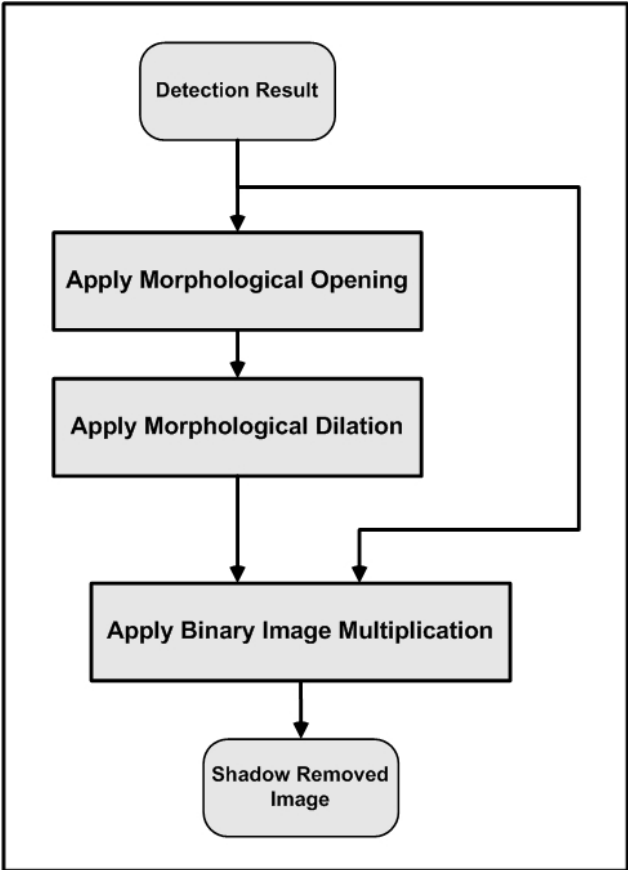 Detection Result
Apply Morphological Opening
Apply Morphological Dilation
Apply Binary Image Multiplication
Shadow Removed
Image